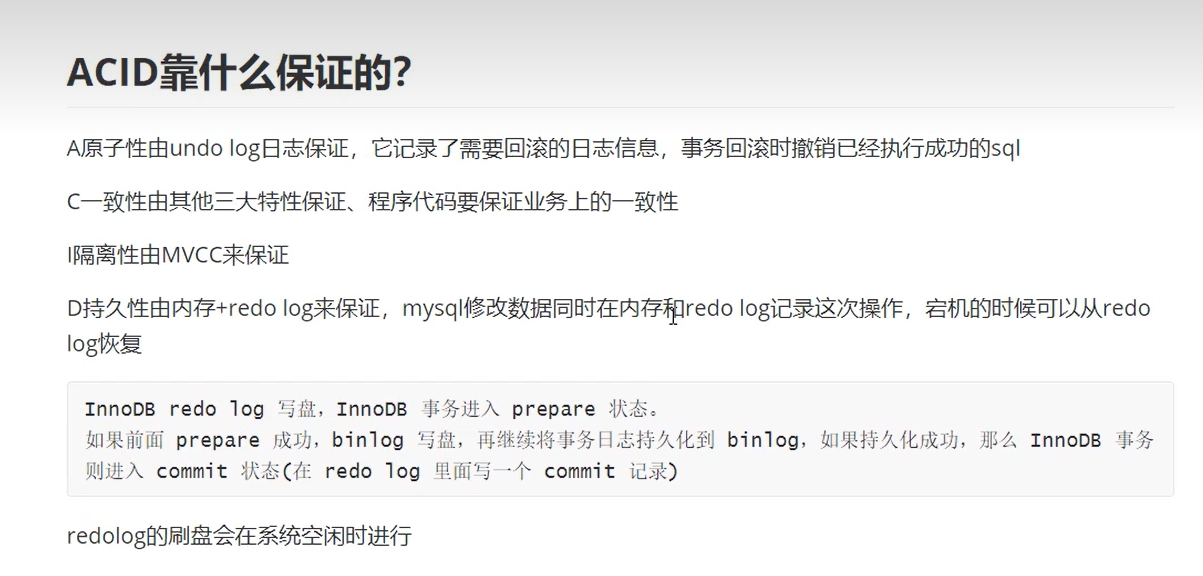 ACID靠什么保证的?
A原子性由undo log日志保证，它记录了需要回滚的日志信息，事务回滚时撤销已经执行成功的sql
C一致性由其他三大特性保证、程序代码要保证业务上的一致性
I隔离性由MVCC来保证
D持久性由内存+redo log来保证，mysql修改数据同时在内存和redo log记录这次操作，宕机的时候可以从redo
log恢复
InnoDB redo log 写盘，InnoDB 事务进入 prepare 状态。
如果前面 prepare 成功，binlog 写盘，再继续将事务日志持久化到 binlog，如果持久化成功，那么 InnoDB 事务
则进入 commit 状态(在 redo log 里面写一个 commit 记录)
redolog的刷盘会在系统空闲时进行